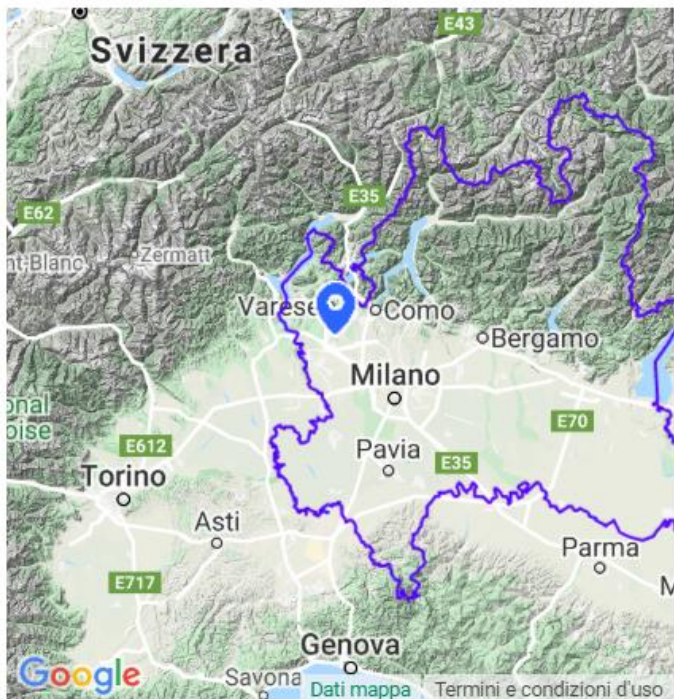 E43
Svizzera
E35
E62
nt-Blanc
Zermatt
Varese
Como
Bergamo
Milano
onal
oise
E612
E70
Pavia
E35
Torino
Asti
Parma
E717
M
Genova
Google
Savona
Dati mappa
Termini e condizioni d'uso